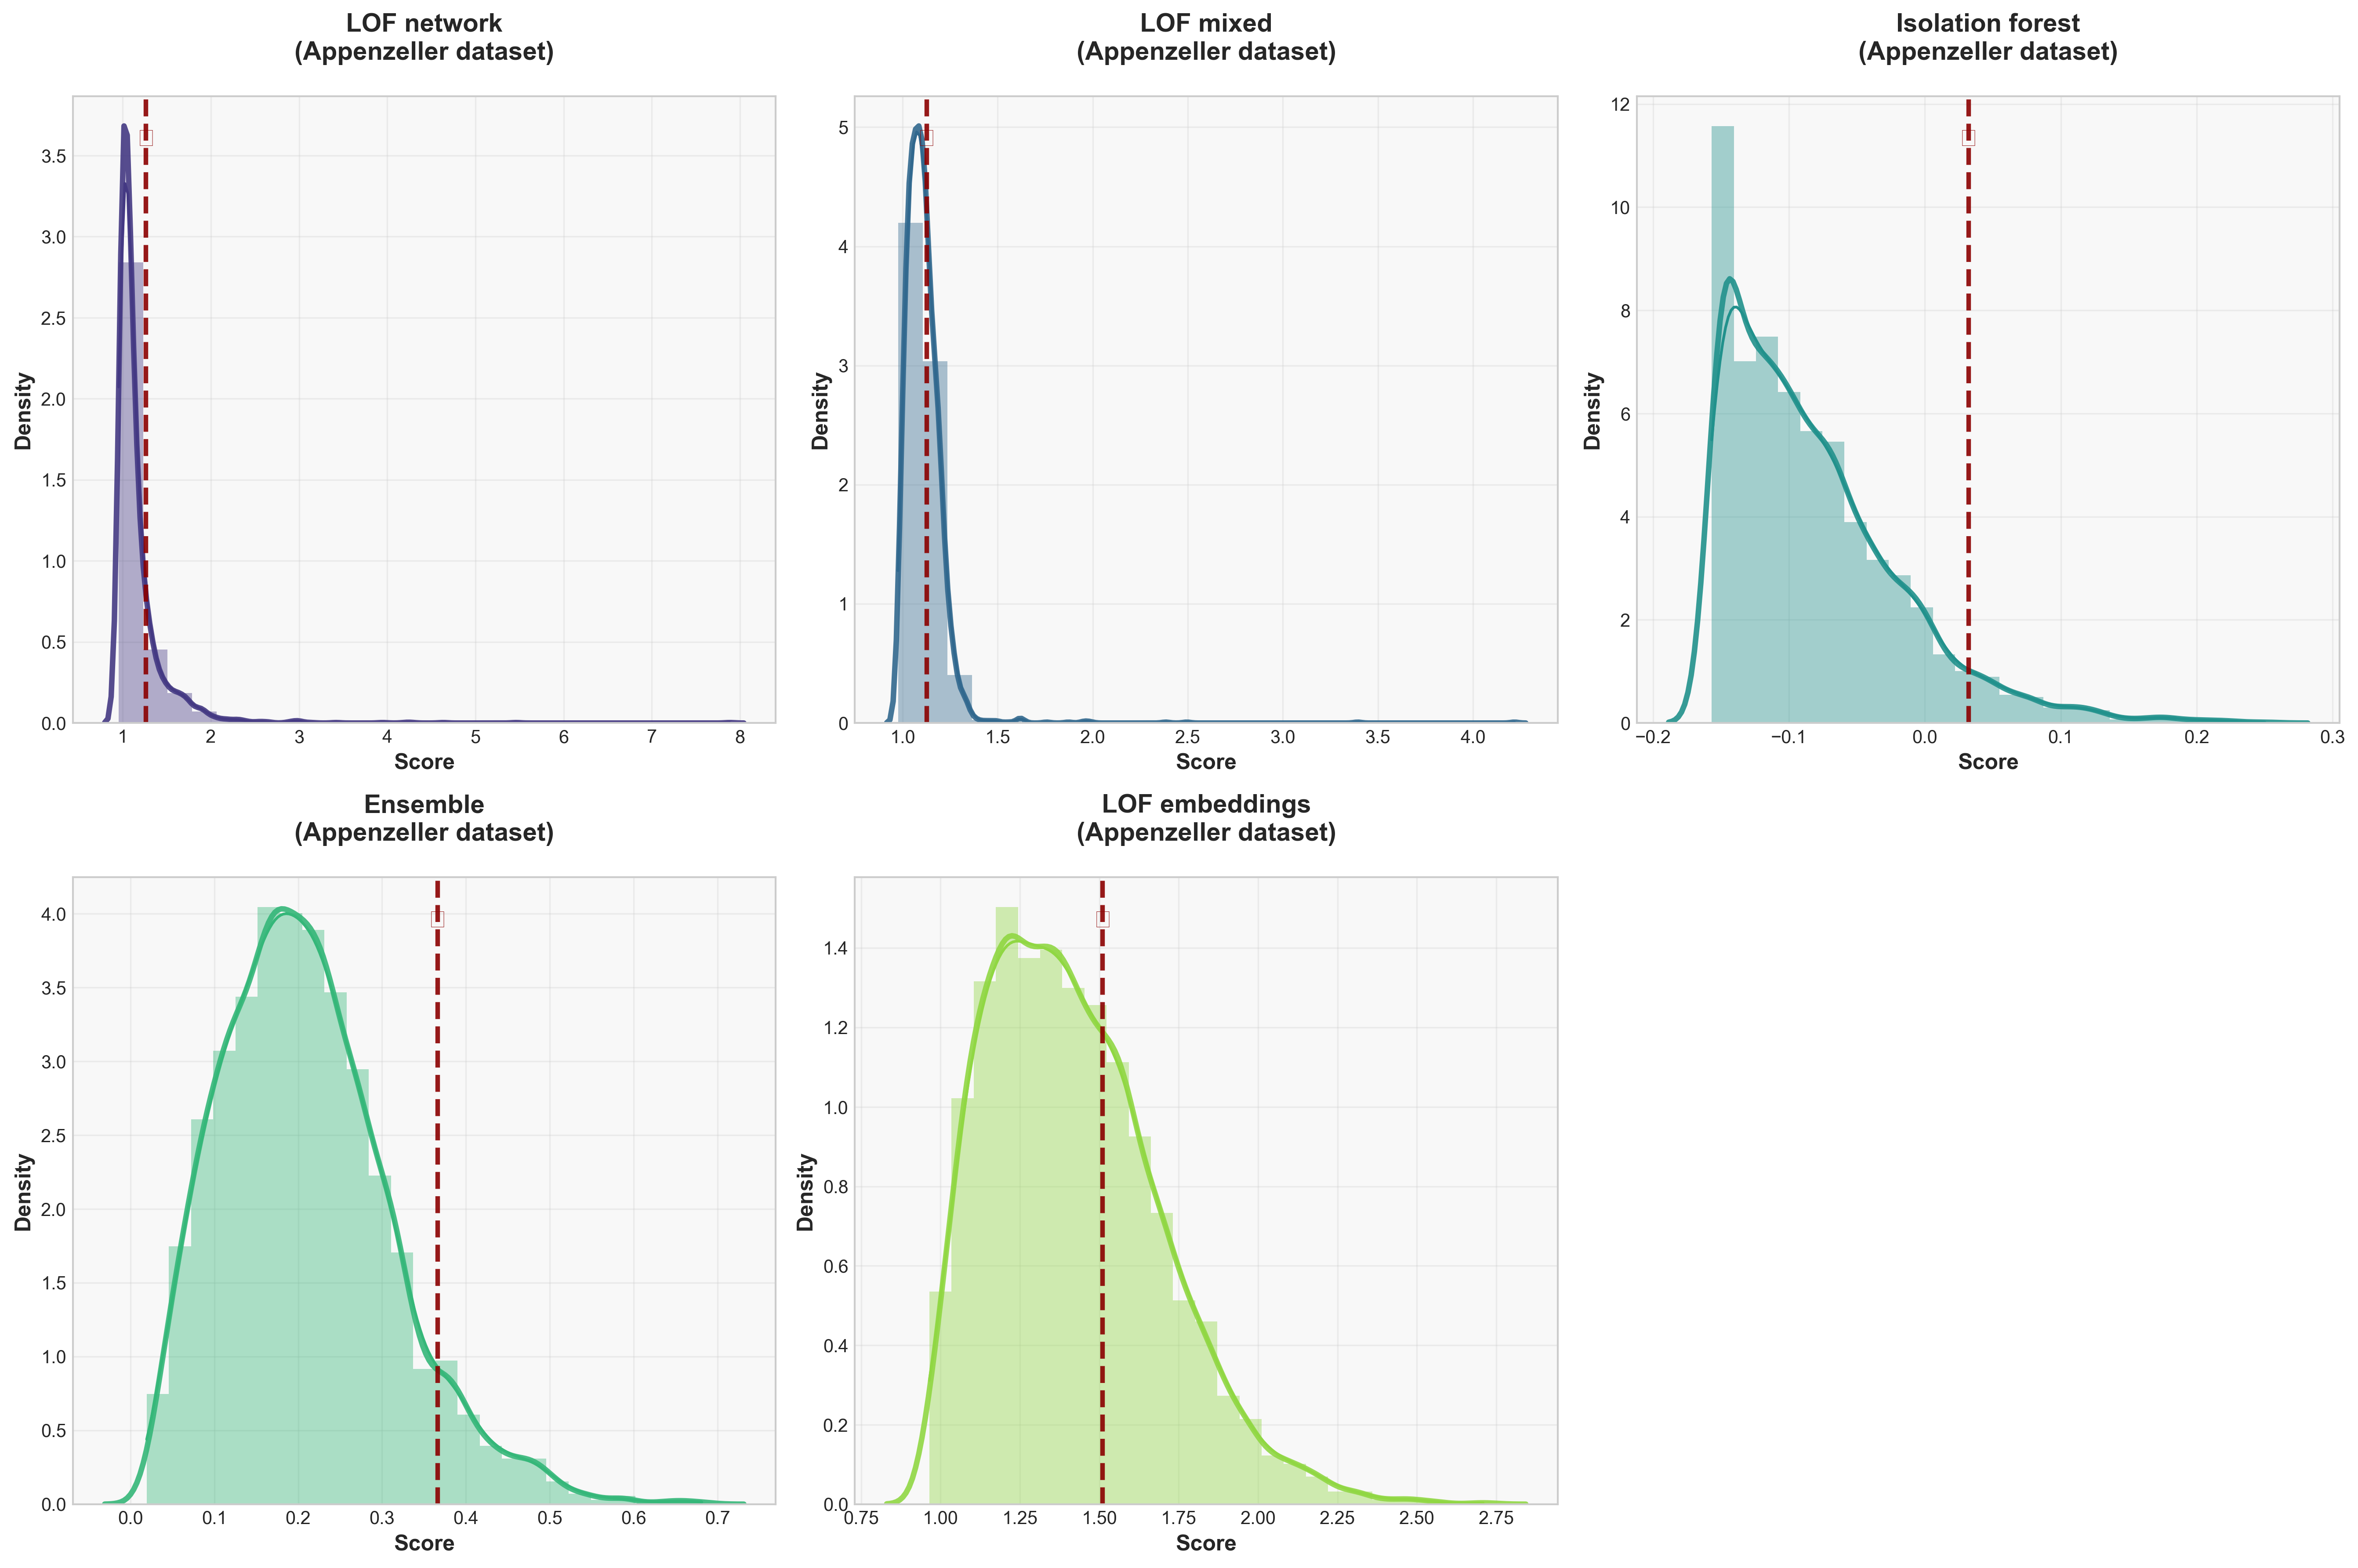 LOF network
(Appenzeller dataset)
3.5
3.0
2.5
2.0
1.5
1.0
0.5
0.0
Density
1 2 3 4 5 6 7 8
Score
LOF mixed
(Appenzeller dataset)
5
4
3
2
1
0
Density
1.0 1.5 2.0 2.5 3.0 3.5 4.0
Score
Isolation forest
(Appenzeller dataset)
12
10
8
6
4
2
0
Density
−0.2 −0.1 0.0 0.1 0.2 0.3
Score
Ensemble
(Appenzeller dataset)
4.0
3.5
3.0
2.5
2.0
1.5
1.0
0.5
0.0
Density
0.0 0.1 0.2 0.3 0.4 0.5 0.6 0.7
Score
LOF embeddings
(Appenzeller dataset)
1.4
1.2
1.0
0.8
0.6
0.4
0.2
0.0
Density
0.75 1.00 1.25 1.50 1.75 2.00 2.25 2.50 2.75
Score